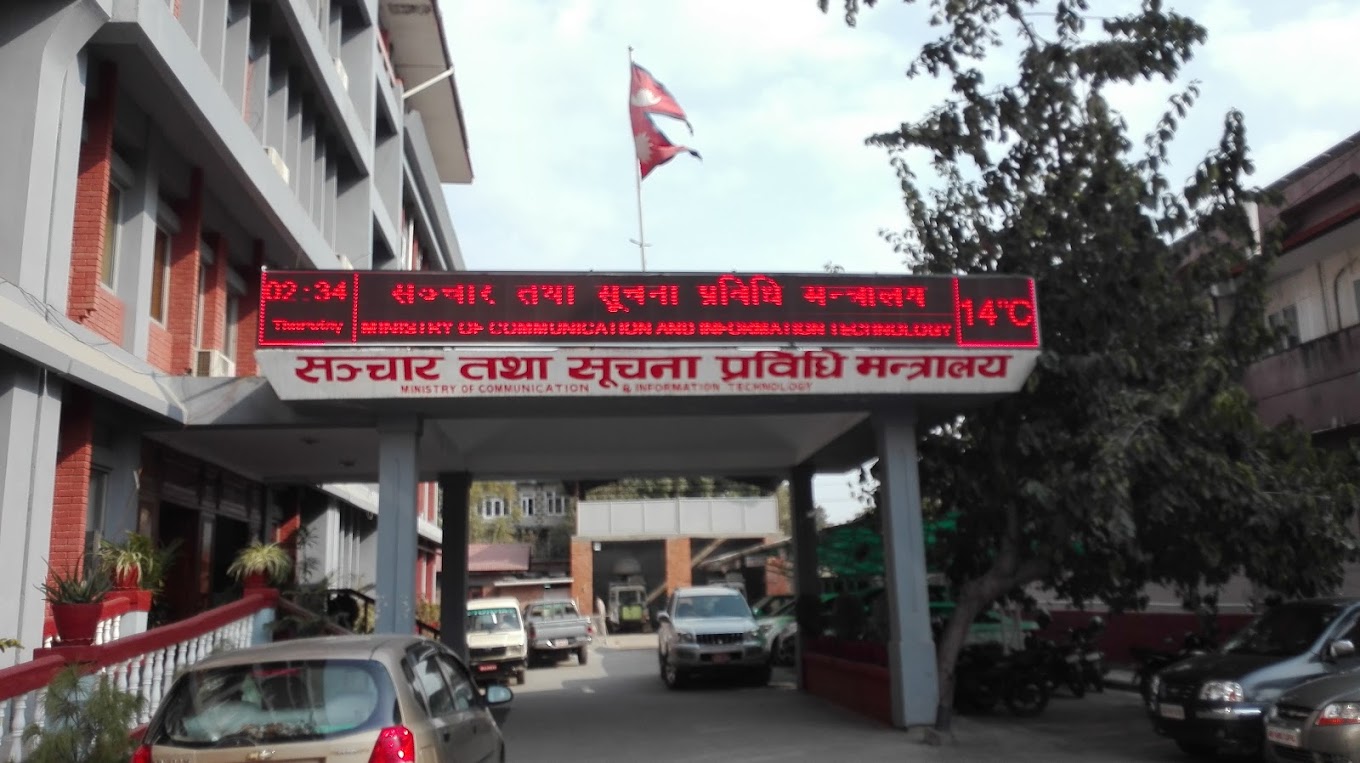 02:34
Thursday
सञ्चार तथा सूचना प्रविधि मन्त्रालय
MINISTRY OF COMMUNICATION AND INFORMATION TECHNOLOGY
14°C
सञ्चार तथा सूचना प्रविधि मन्त्रालय
MINISTRY OF COMMUNICATION & INFORMATION TECHNOLOGY